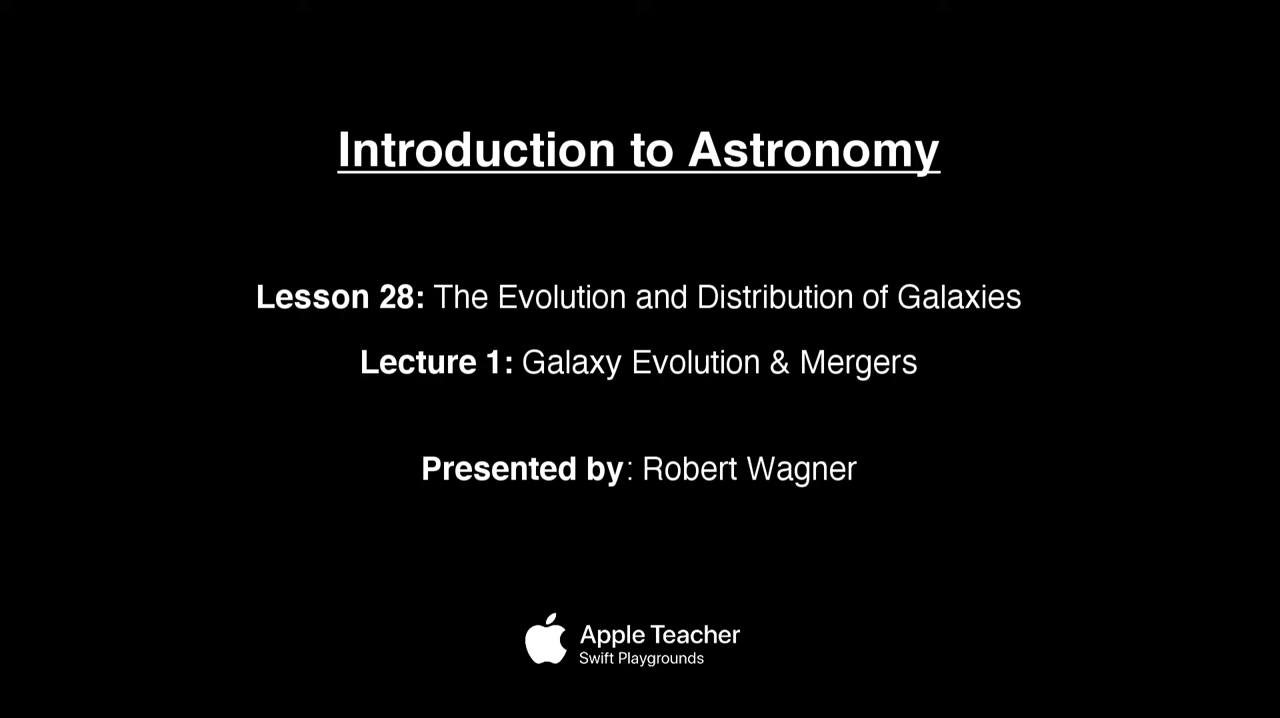 Introduction to Astronomy
Lesson 28: The Evolution and Distribution of Galaxies
Lecture 1: Galaxy Evolution & Mergers
Presented by: Robert Wagner
Apple Teacher
Swift Playgrounds